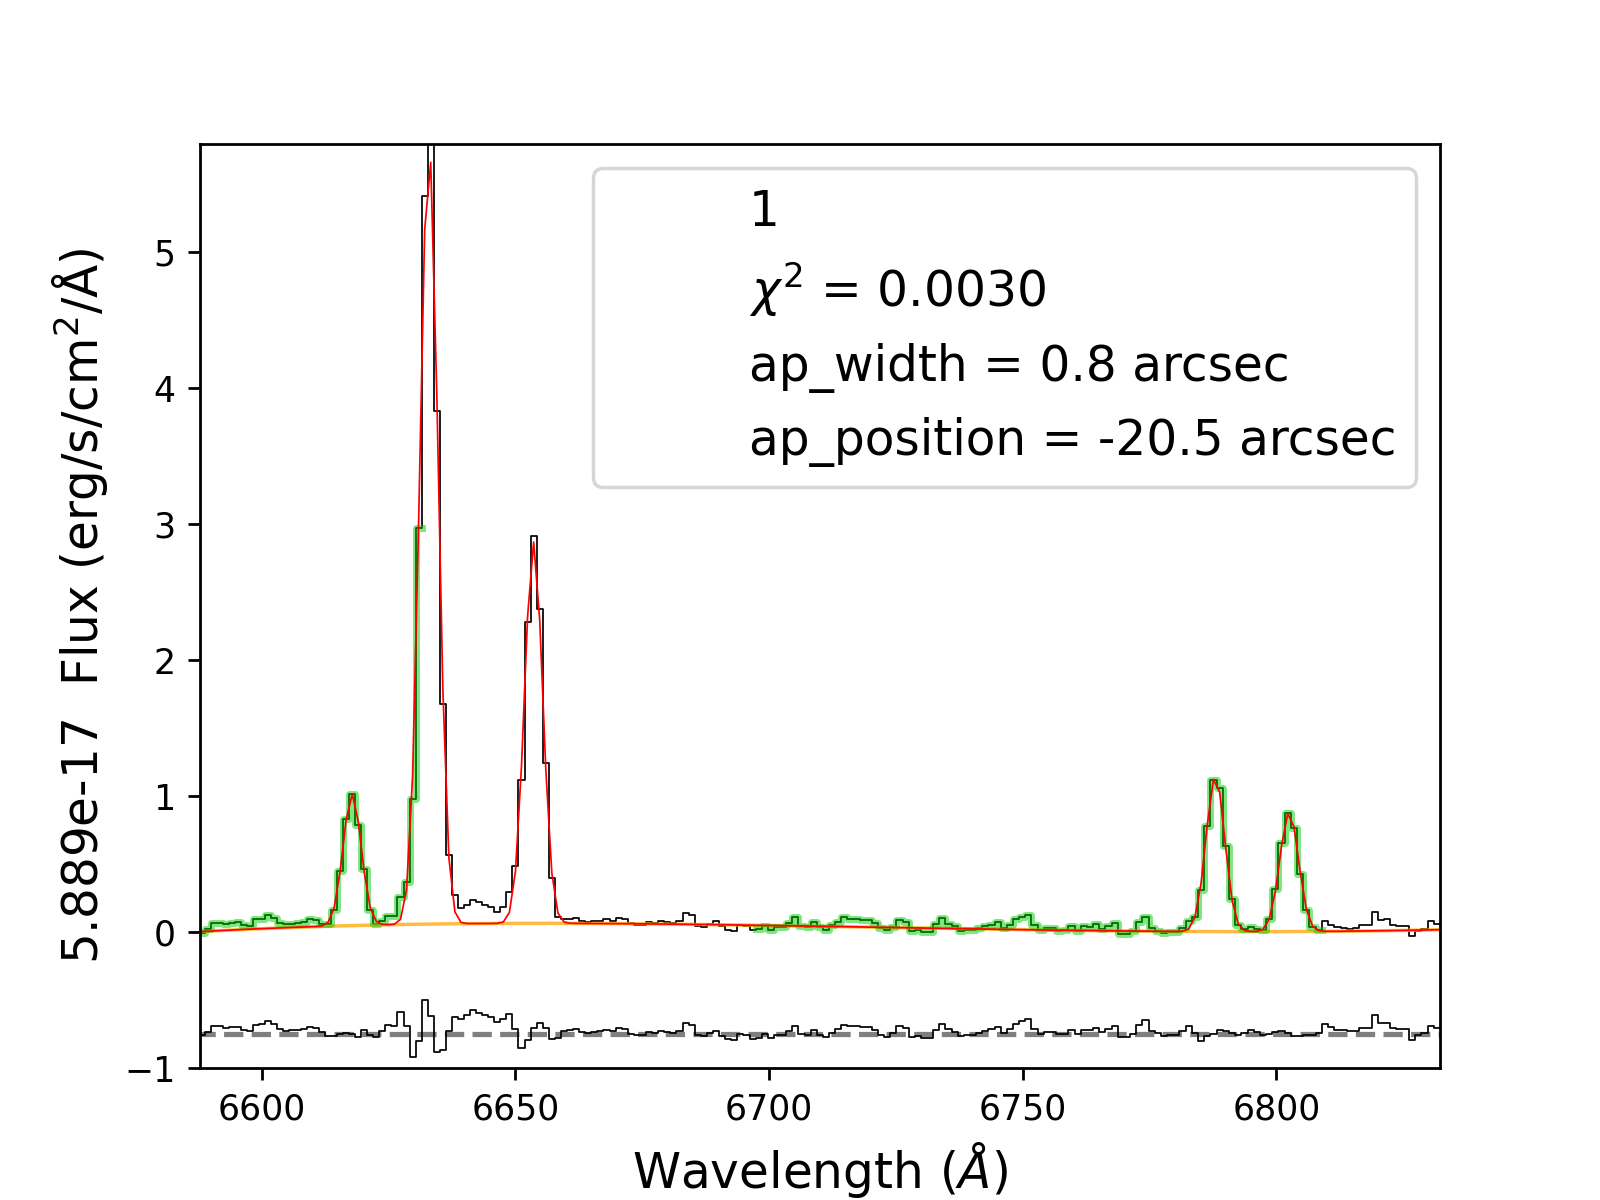 1
χ² = 0.0030
ap_width = 0.8 arcsec
ap_position = -20.5 arcsec
5.889e-17 Flux (erg/s/cm²/Å)
5
4
3
2
1
0
−1
6600 6650 6700 6750 6800
Wavelength (Å)